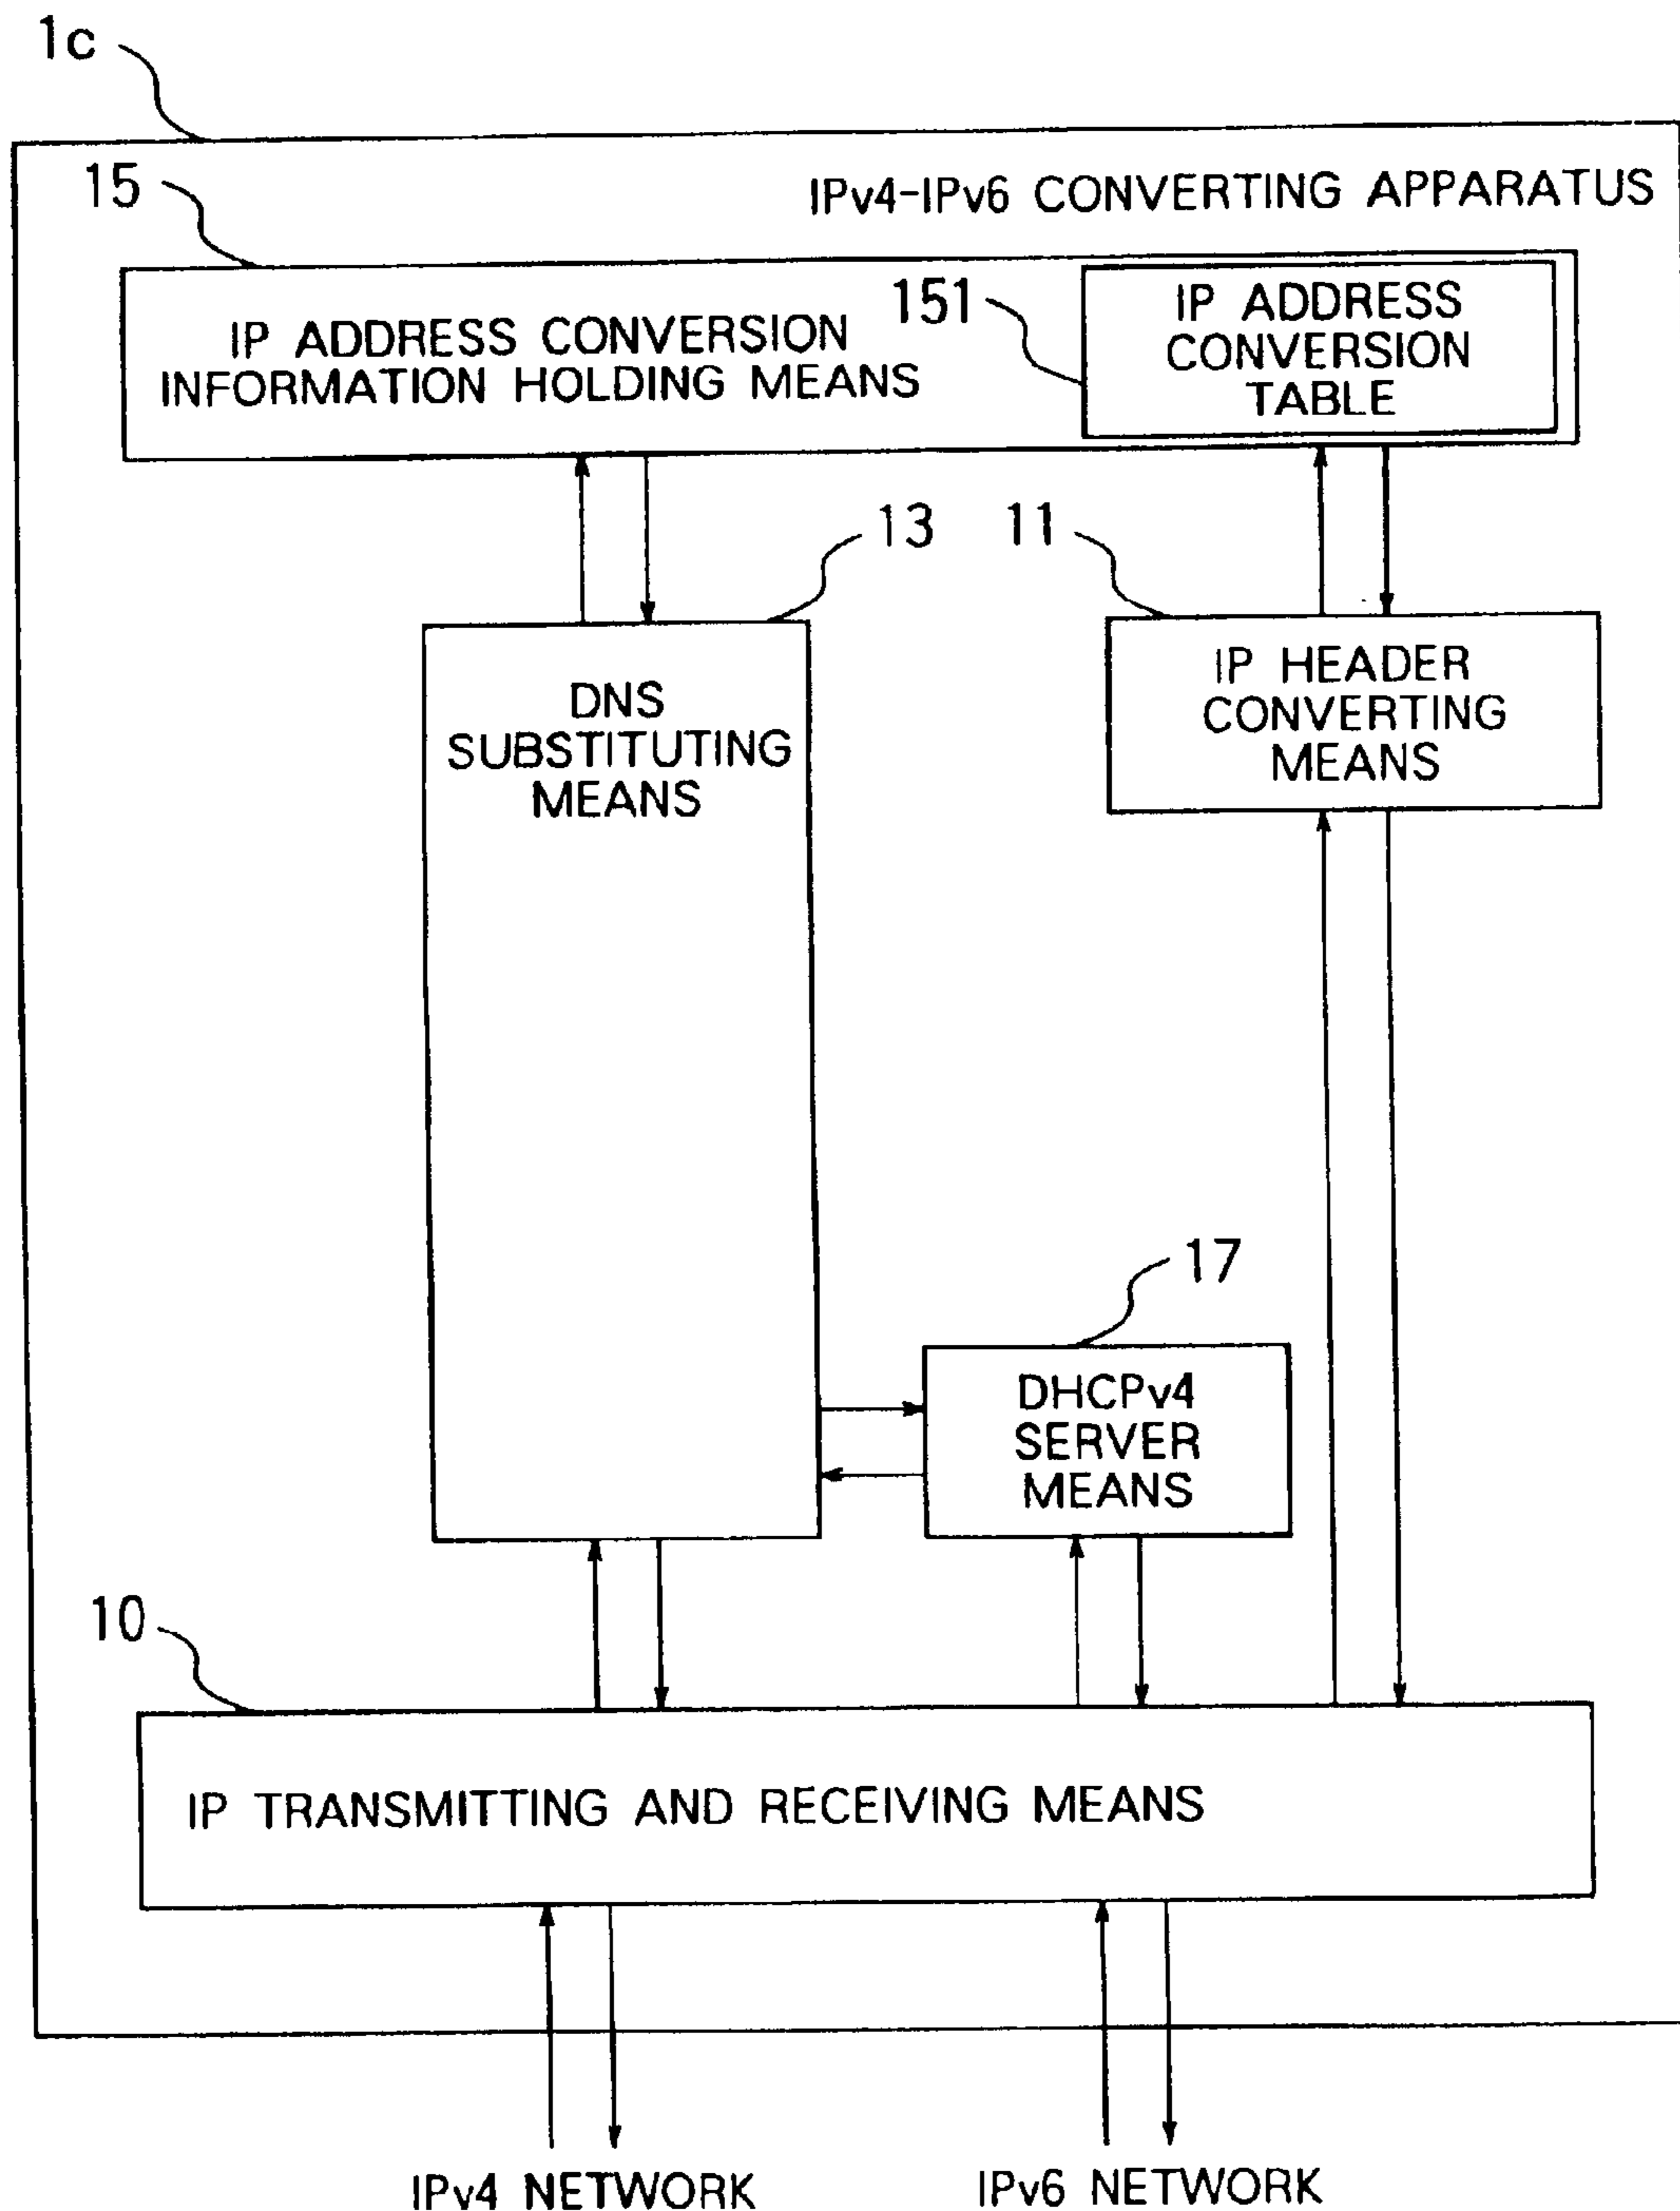 1c
15
IPv4-IPv6 CONVERTING APPARATUS
IP ADDRESS CONVERSION
INFORMATION HOLDING MEANS
151
IP ADDRESS
CONVERSION
TABLE
13
11
DNS
SUBSTITUTING
MEANS
IP HEADER
CONVERTING
MEANS
17
DHCPv4
SERVER
MEANS
10
IP TRANSMITTING AND RECEIVING MEANS
IPv4 NETWORK
IPv6 NETWORK